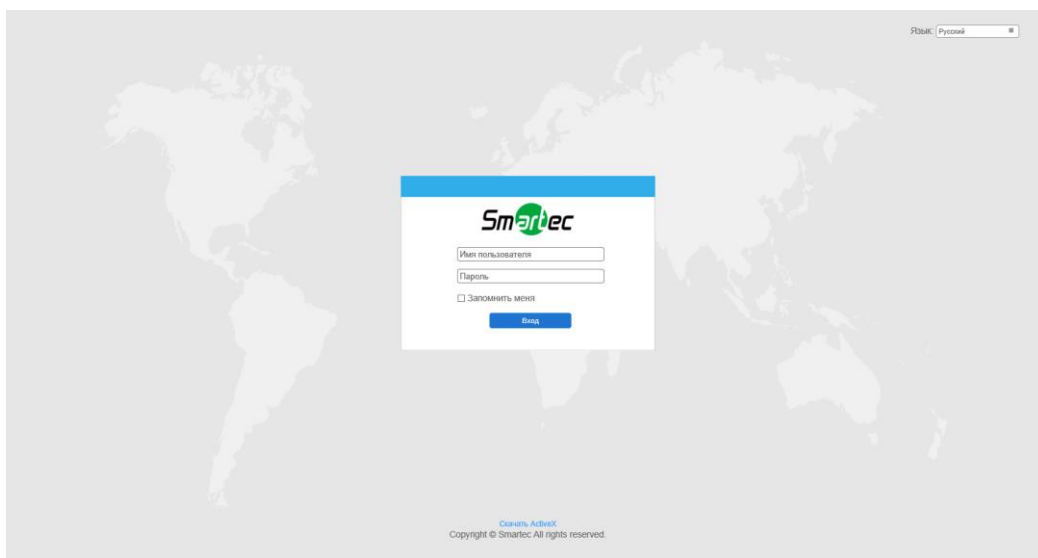 Язык: Русский
Smartec
Имя пользователя
Пароль
Запомнить меня
Вход
Скачать ActiveX
Copyright © Smartec All rights reserved.